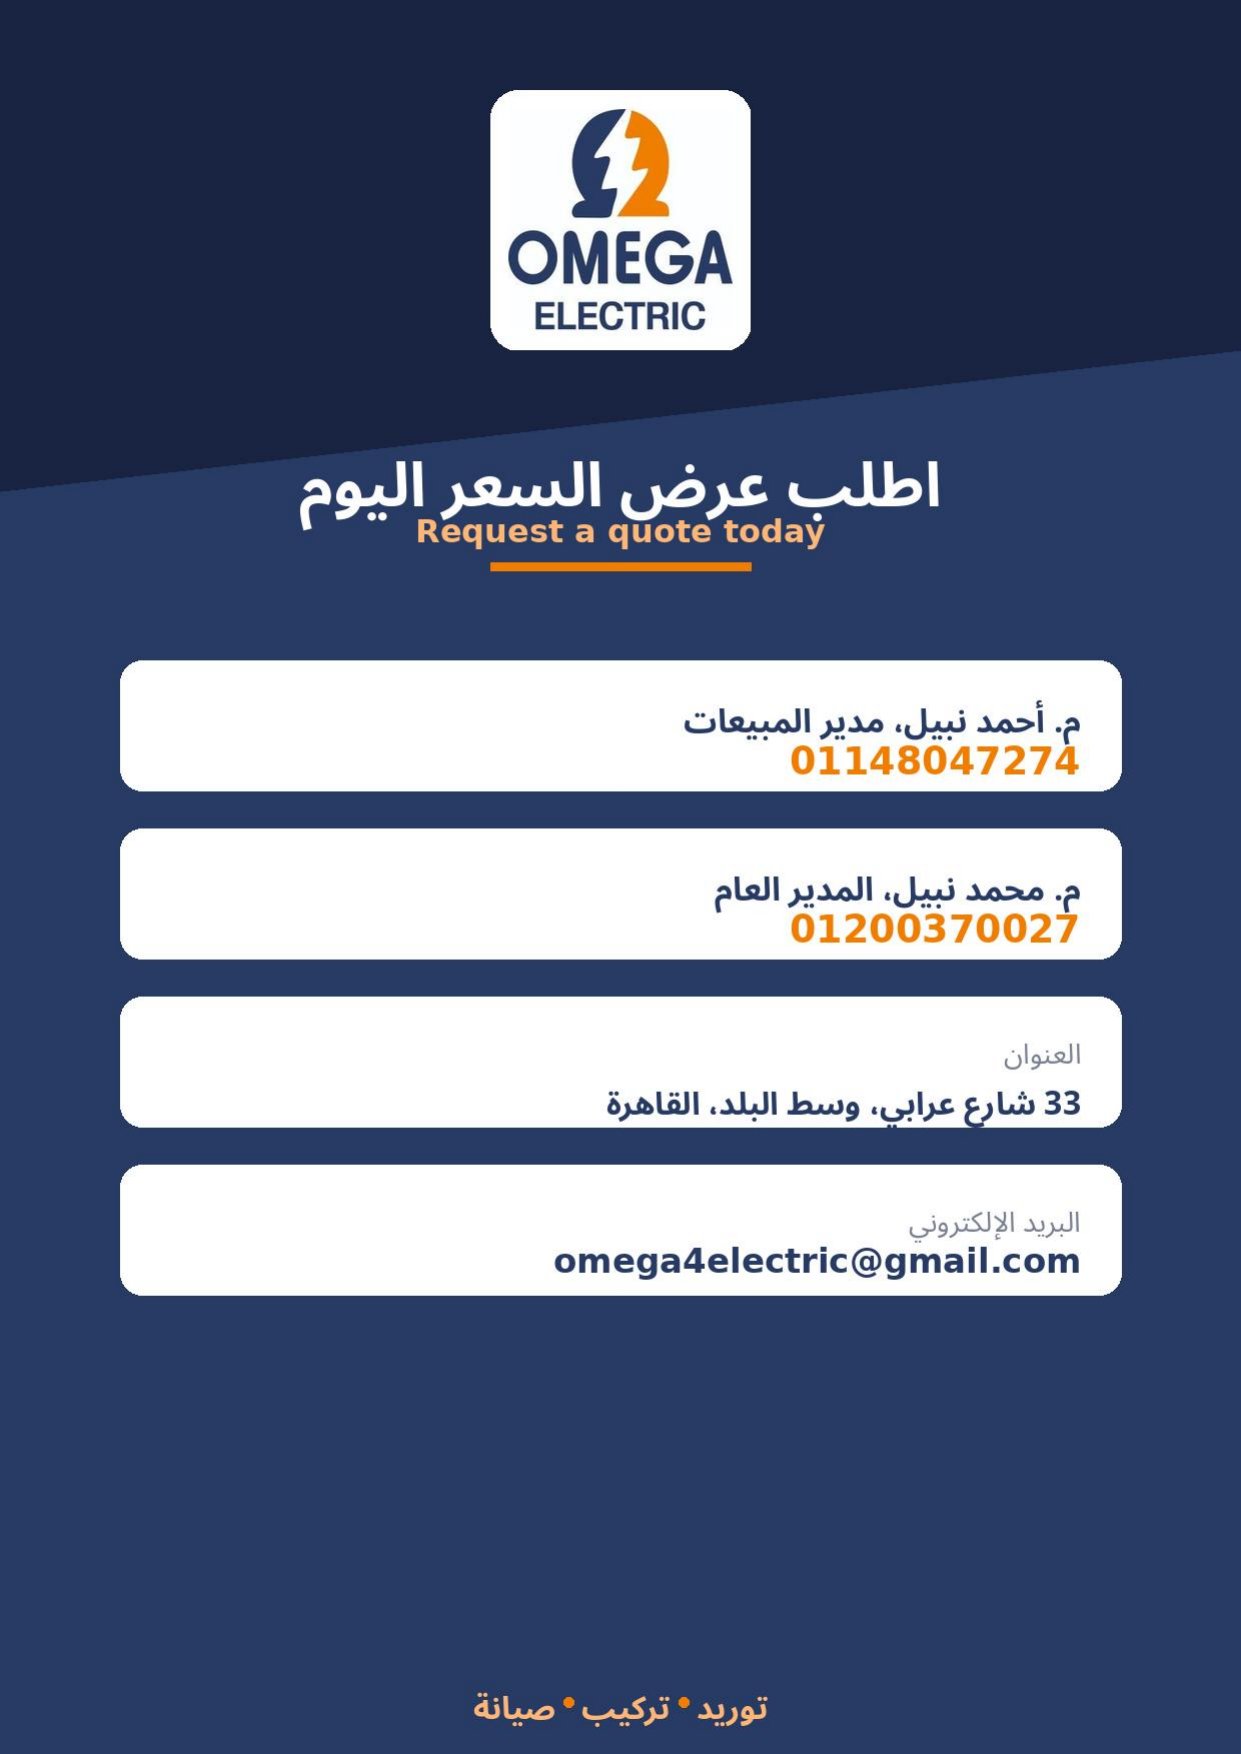 OMEGA
ELECTRIC
اطلب عرض السعر اليوم
Request a quote today
م. أحمد نبيل، مدير المبيعات
01148047274
م. محمد نبيل، المدير العام
01200370027
العنوان
33 شارع عرابي، وسط البلد، القاهرة
البريد الإلكتروني
omega4electric@gmail.com
توريد • تركيب • صيانة